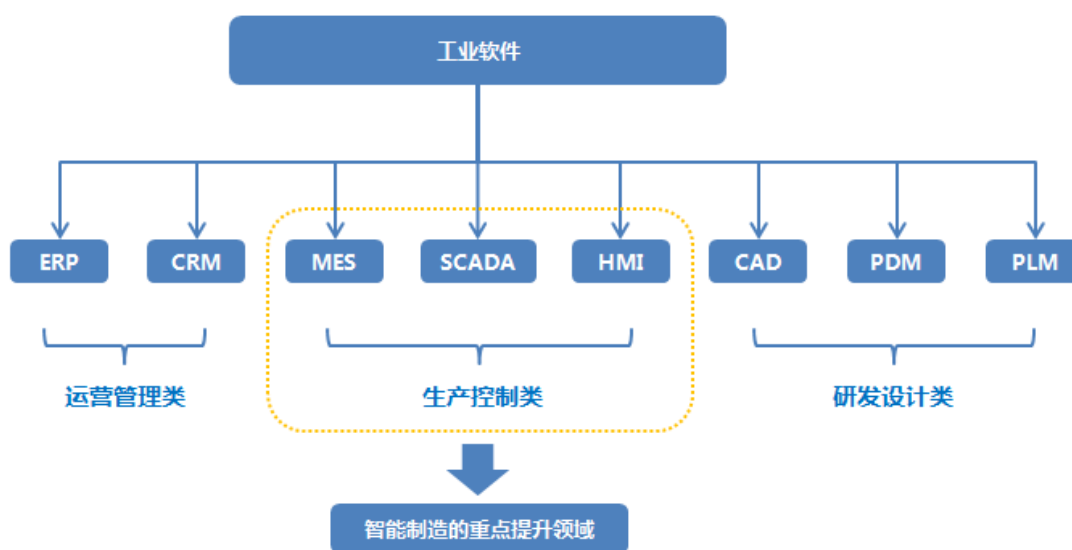 工业软件
ERP
CRM
MES
SCADA
HMI
CAD
PDM
PLM
运营管理类
生产控制类
研发设计类
智能制造的重点提升领域